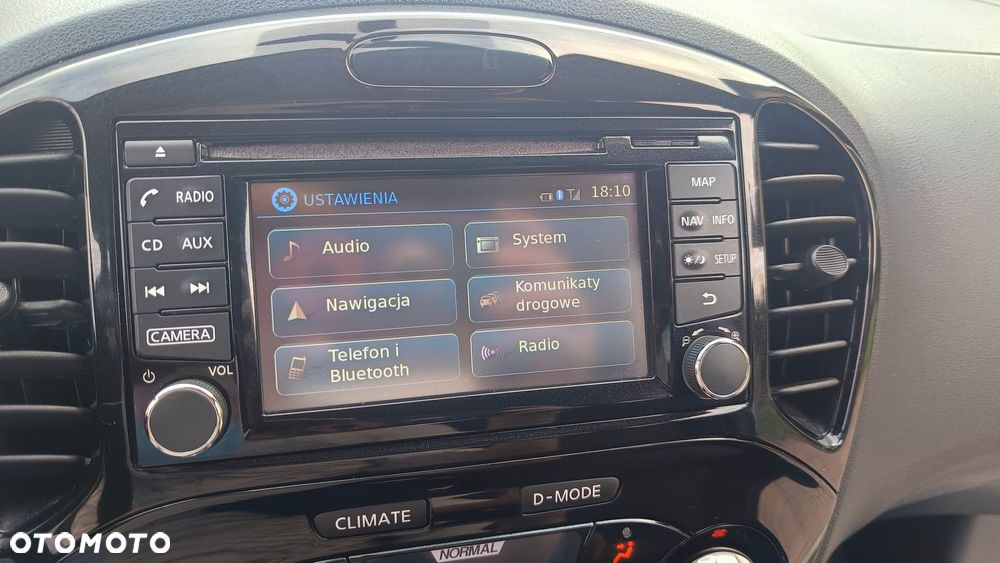 RADIO
CD AUX
CAMERA
VOL
USTAWIENIA 18:10
Audio
System
Nawigacja
Komunikaty
drogowe
Telefon i
Bluetooth
Radio
MAP
NAV INFO
SETUP
CLIMATE
D-MODE
NORMAL
OTOMOTO